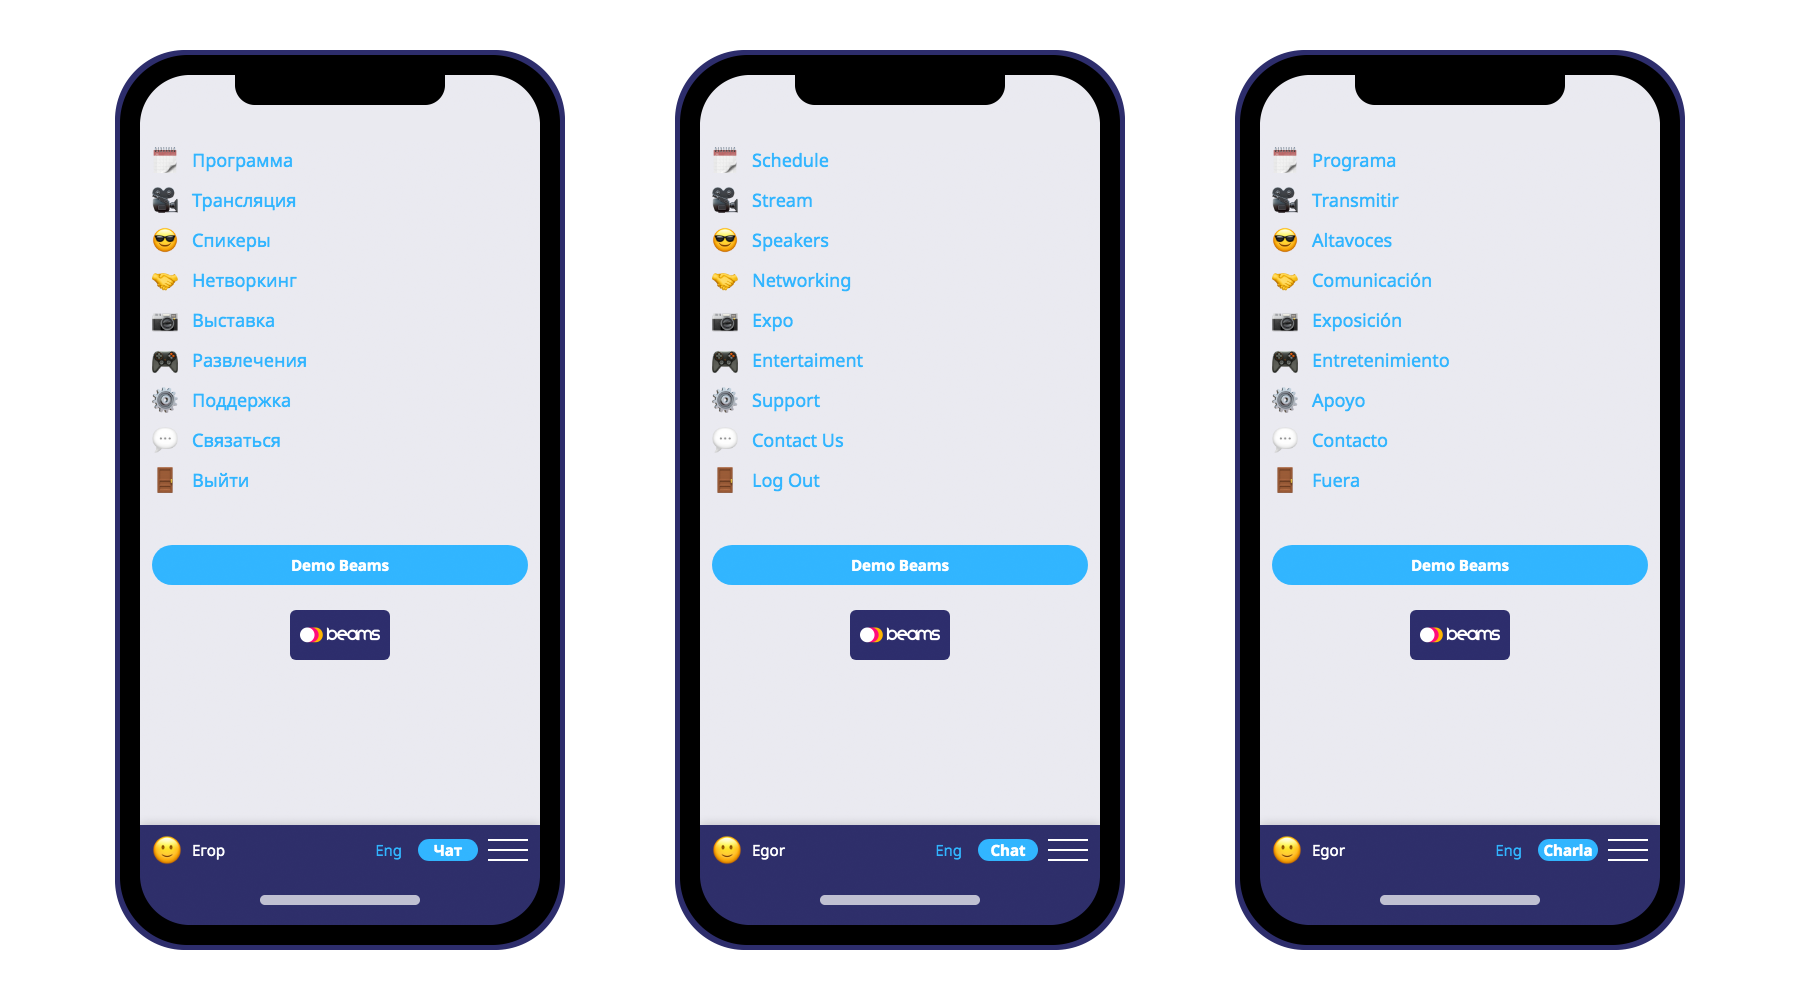 Программа
Трансляция
Спикеры
Нетворкинг
Выставка
Развлечения
Поддержка
Связаться
Выйти
Demo Beams
beams
Егор Eng Чат
Schedule
Stream
Speakers
Networking
Expo
Entertaiment
Support
Contact Us
Log Out
Demo Beams
beams
Egor Eng Chat
Programa
Transmitir
Altavoces
Comunicación
Exposición
Entretenimiento
Apoyo
Contacto
Fuera
Demo Beams
beams
Egor Eng Charla